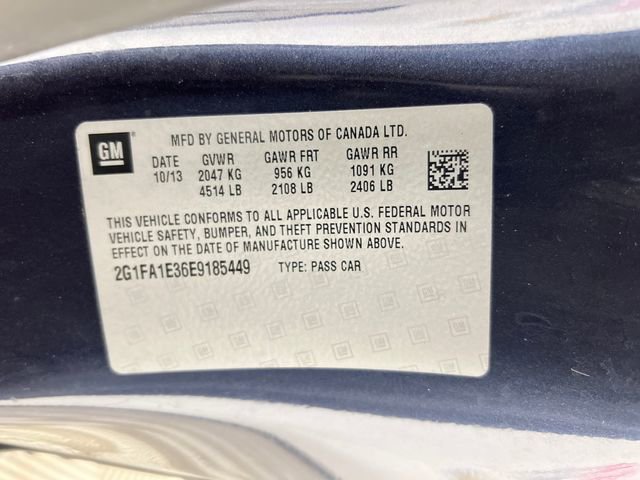 GM
MFD BY GENERAL MOTORS OF CANADA LTD.
DATE GVWR GAWR FRT GAWR RR
10/13 2047 KG 956 KG 1091 KG
4514 LB 2108 LB 2406 LB
THIS VEHICLE CONFORMS TO ALL APPLICABLE U.S. FEDERAL MOTOR
VEHICLE SAFETY, BUMPER, AND THEFT PREVENTION STANDARDS IN
EFFECT ON THE DATE OF MANUFACTURE SHOWN ABOVE.
2G1FA1E36E9185449 TYPE: PASS CAR